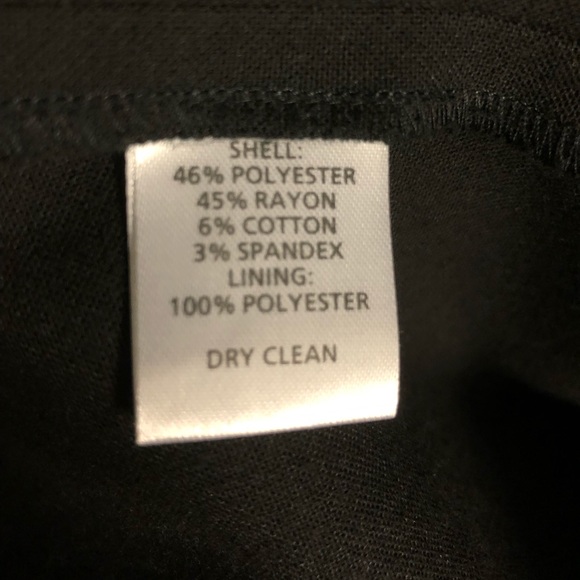 SHELL:
46% POLYESTER
45% RAYON
6% COTTON
3% SPANDEX
LINING:
100% POLYESTER
DRY CLEAN